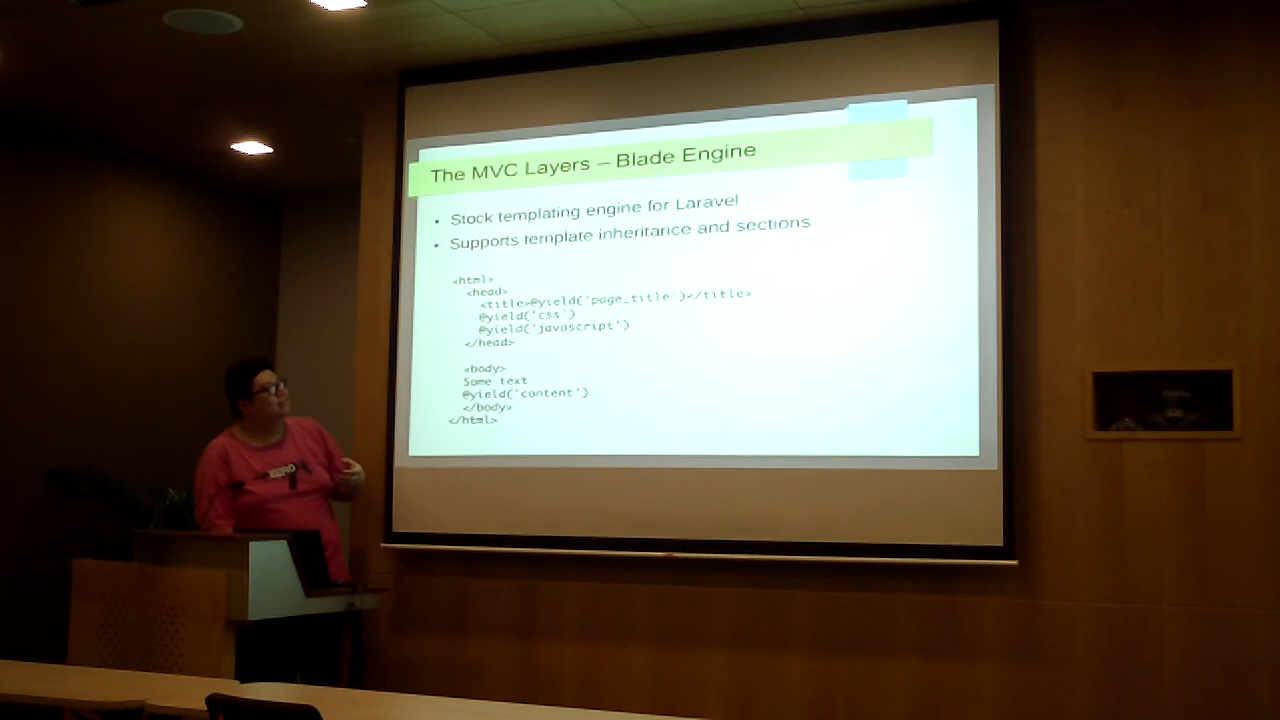 The MVC Layers – Blade Engine
• Stock templating engine for Laravel
• Supports template inheritance and sections
<html>
<head>
<title>@yield('page_title')</title>
@yield('css')
@yield('javascript')
</head>
<body>
Some text
@yield('content')
</body>
</html>